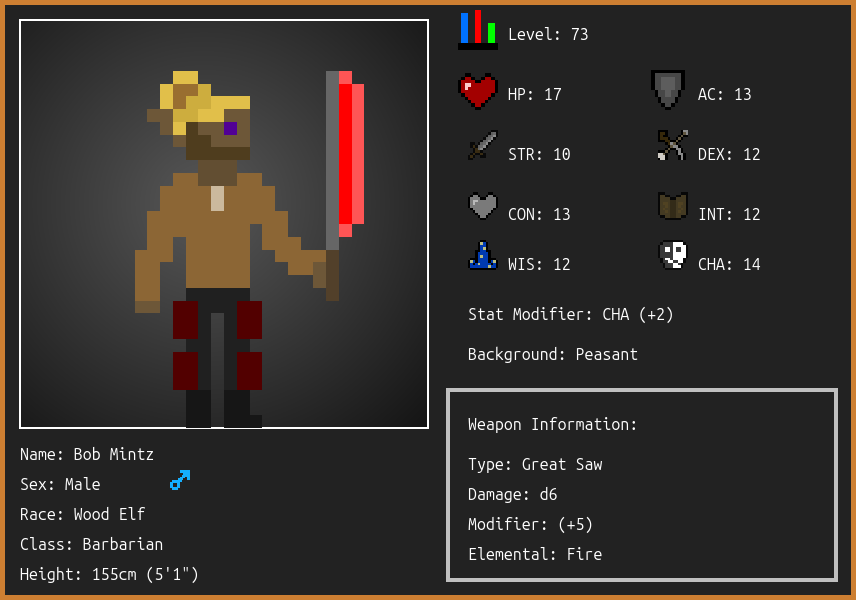 Level: 73
HP: 17
AC: 13
STR: 10
DEX: 12
CON: 13
INT: 12
WIS: 12
CHA: 14
Stat Modifier: CHA (+2)
Background: Peasant
Weapon Information:
Type: Great Saw
Damage: d6
Modifier: (+5)
Elemental: Fire
Name: Bob Mintz
Sex: Male
Race: Wood Elf
Class: Barbarian
Height: 155cm (5'1")